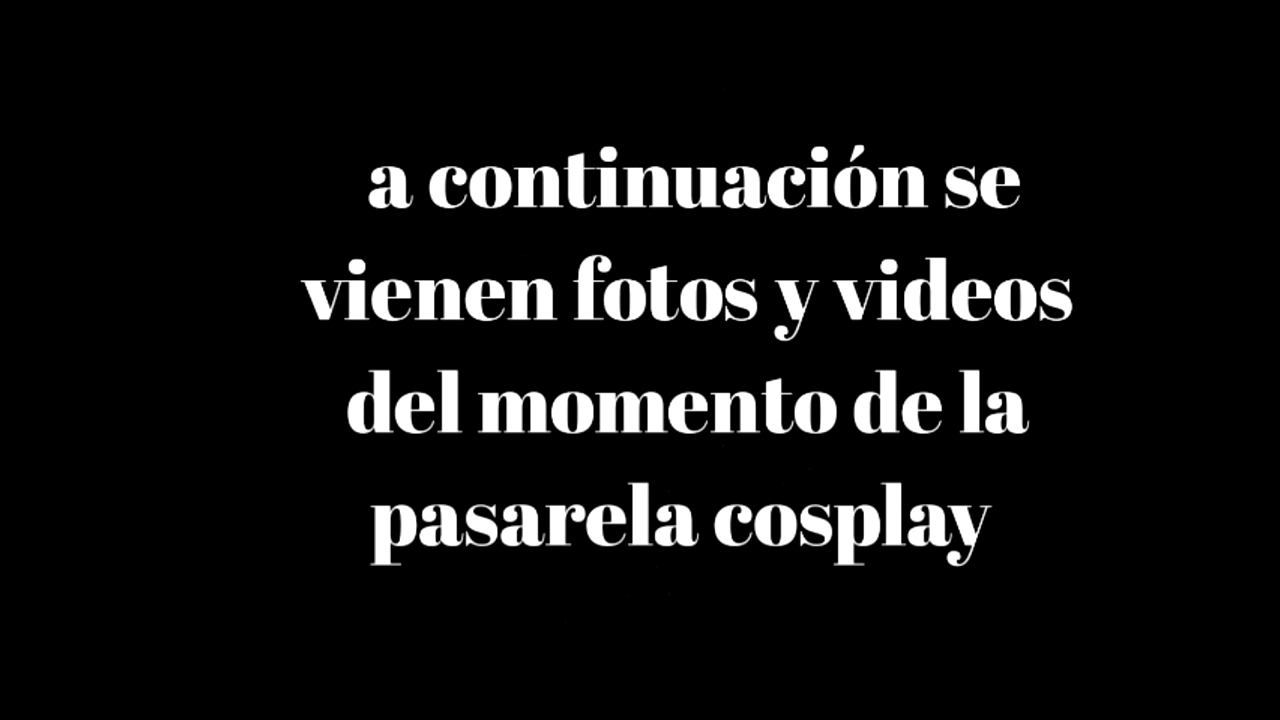 a continuación se
vienen fotos y videos
del momento de la
pasarela cosplay